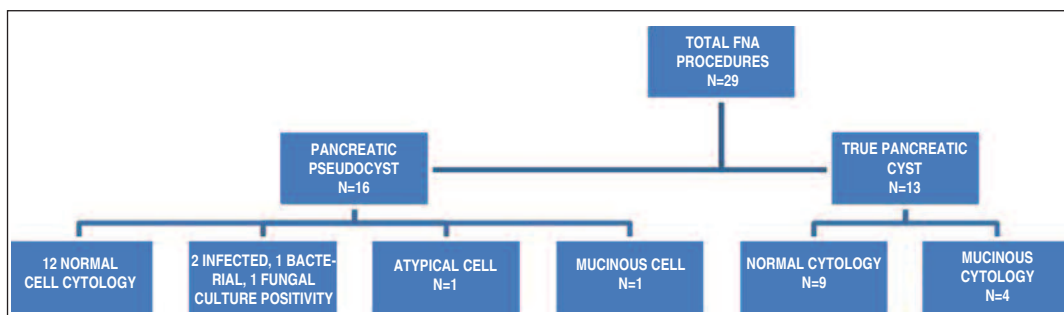 TOTAL FNA
PROCEDURES
N=29
PANCREATIC
PSEUDOCYST
N=16
TRUE PANCREATIC
CYST
N=13
12 NORMAL
CELL CYTOLOGY
2 INFECTED, 1 BACTE-
RIAL, 1 FUNGAL
CULTURE POSITIVITY
ATYPICAL CELL
N=1
MUCINOUS CELL
N=1
NORMAL CYTOLOGY
N=9
MUCINOUS
CYTOLOGY
N=4